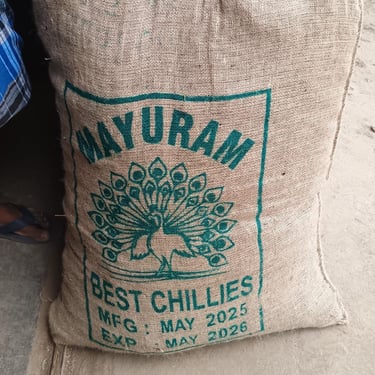 MAYURAM
BEST CHILLIES
MFG : MAY 2025
EXP : MAY 2026